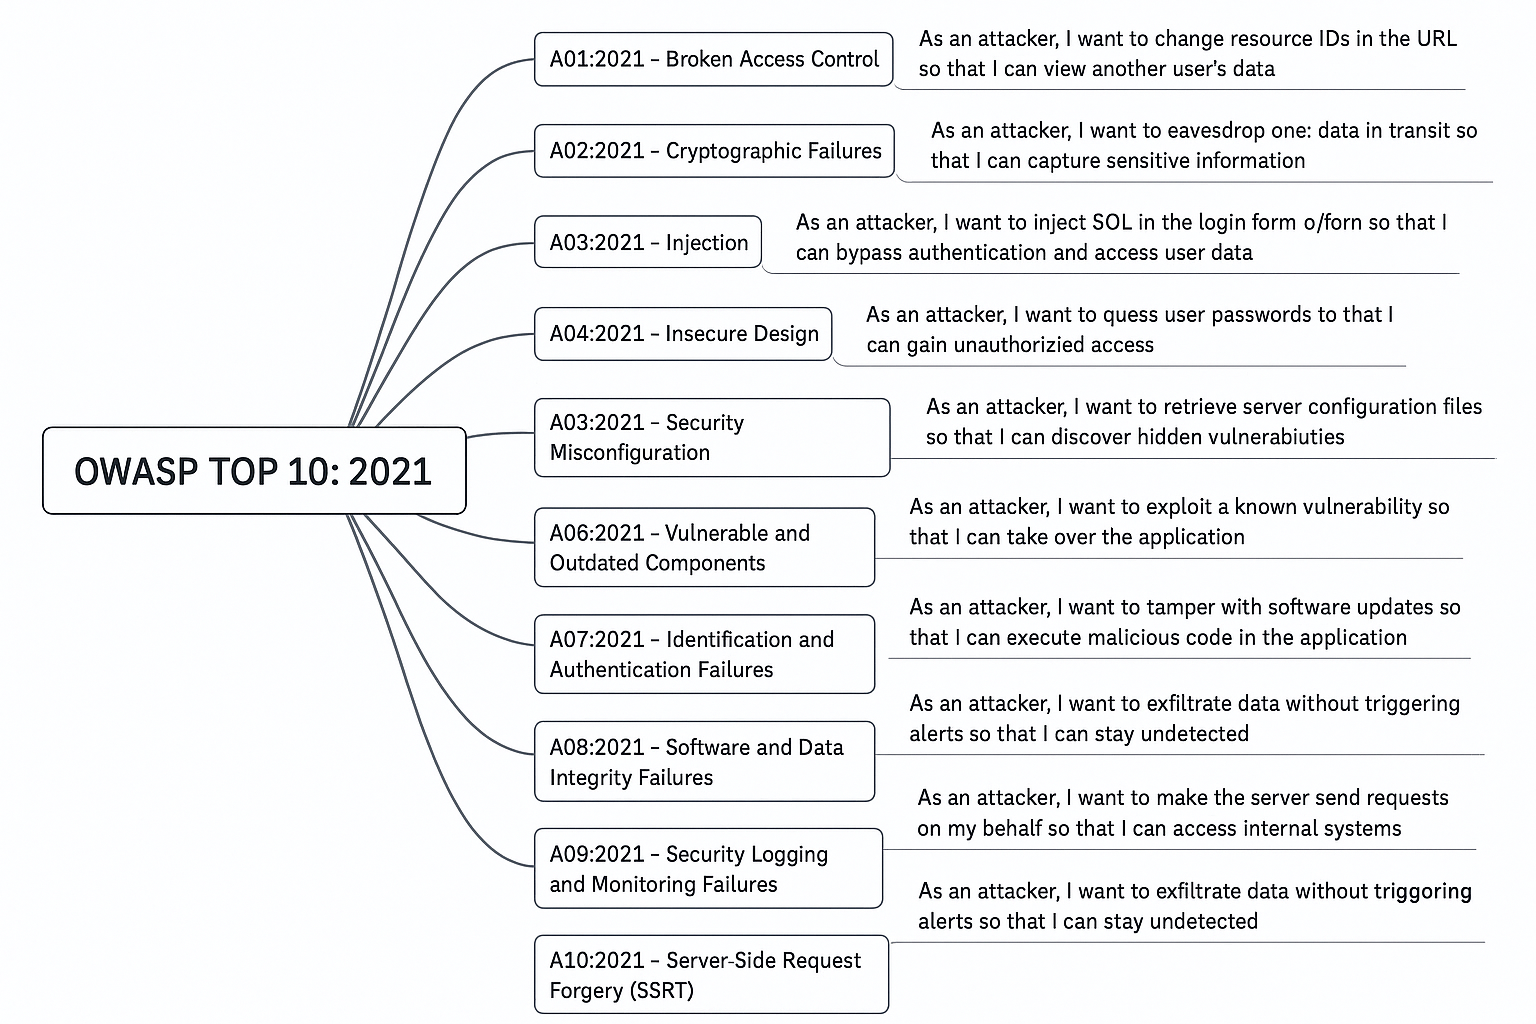 OWASP TOP 10: 2021
A01:2021 – Broken Access Control
As an attacker, I want to change resource IDs in the URL
so that I can view another user's data
A02:2021 – Cryptographic Failures
As an attacker, I want to eavesdrop one: data in transit so
that I can capture sensitive information
A03:2021 – Injection
As an attacker, I want to inject SOL in the login form o/forn so that I
can bypass authentication and access user data
A04:2021 – Insecure Design
As an attacker, I want to quess user passwords to that I
can gain unauthorizied access
A03:2021 – Security
Misconfiguration
As an attacker, I want to retrieve server configuration files
so that I can discover hidden vulnerabiuties
A06:2021 – Vulnerable and
Outdated Components
As an attacker, I want to exploit a known vulnerability so
that I can take over the application
A07:2021 – Identification and
Authentication Failures
As an attacker, I want to tamper with software updates so
that I can execute malicious code in the application
A08:2021 – Software and Data
Integrity Failures
As an attacker, I want to exfiltrate data without triggering
alerts so that I can stay undetected
A09:2021 – Security Logging
and Monitoring Failures
As an attacker, I want to make the server send requests
on my behalf so that I can access internal systems
A10:2021 – Server-Side Request
Forgery (SSRT)
As an attacker, I want to exfiltrate data without triggoring
alerts so that I can stay undetected